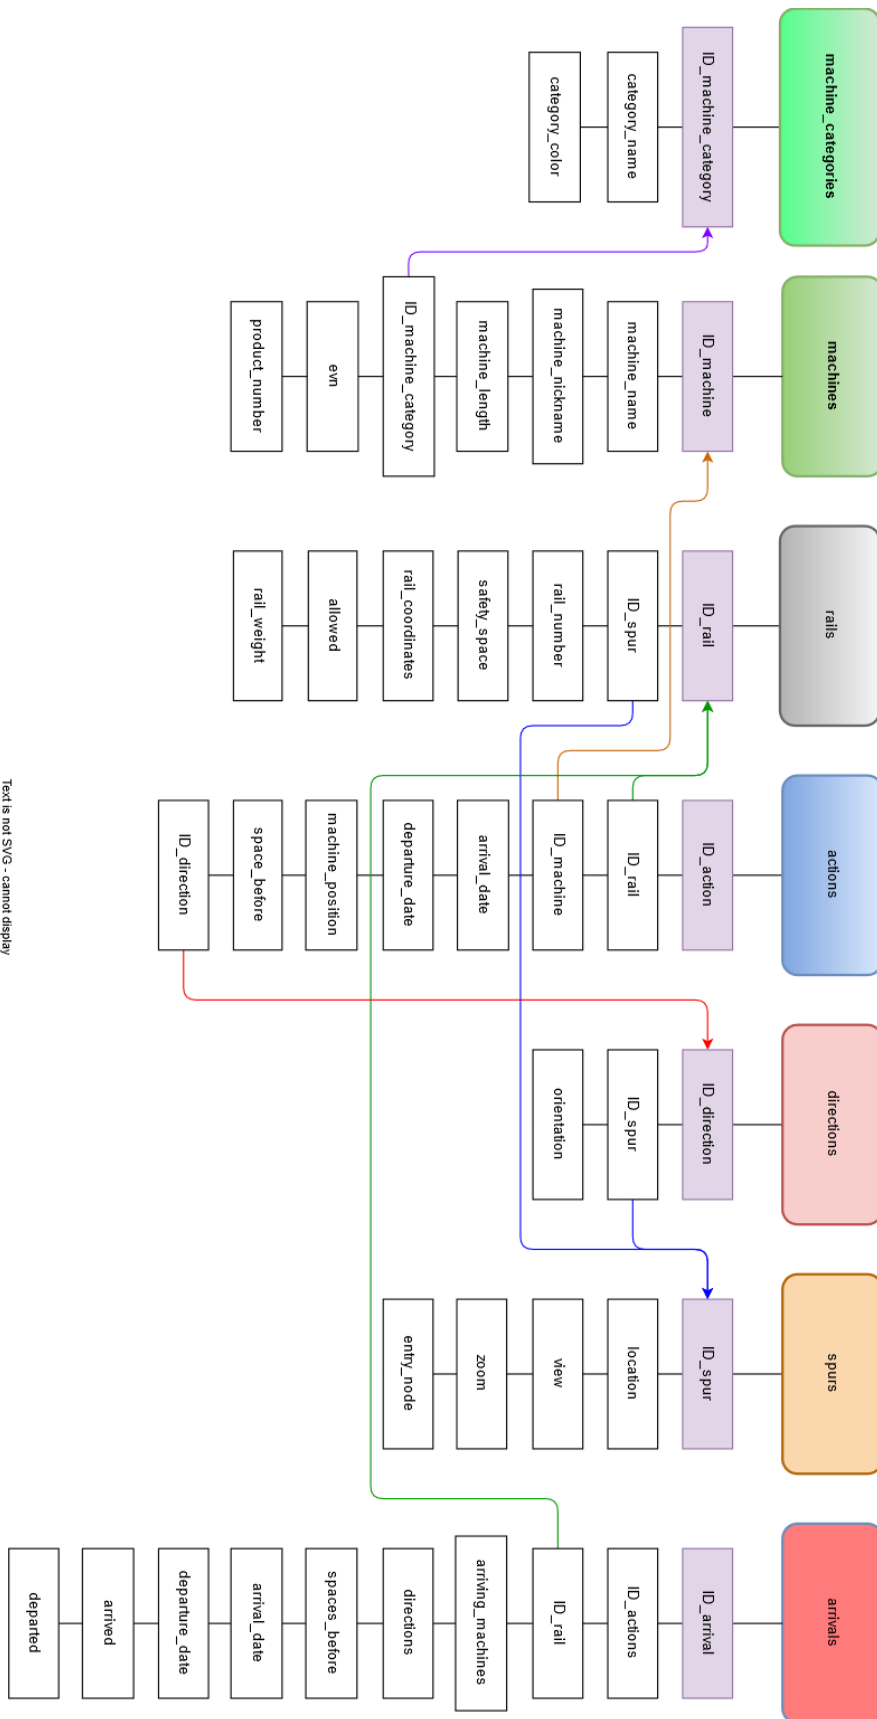 machine_categories
ID_machine_category
category_name
category_color
machines
ID_machine
machine_name
machine_nickname
machine_length
ID_machine_category
evn
product_number
rails
ID_rail
ID_spur
rail_number
safety_space
rail_coordinates
allowed
rail_weight
actions
ID_action
ID_rail
ID_machine
arrival_date
departure_date
machine_position
space_before
ID_direction
directions
ID_direction
ID_spur
orientation
spurs
ID_spur
location
view
zoom
entry_node
arrivals
ID_arrival
ID_actions
ID_rail
arriving_machines
directions
spaces_before
arrival_date
departure_date
arrived
departed
Text is not SVG - cannot display